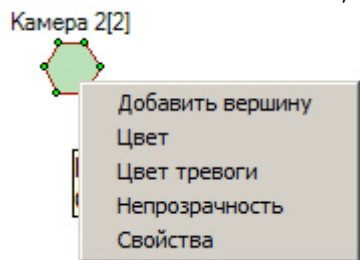 Камера 2[2]
Добавить вершину
Цвет
Цвет тревоги
Непрозрачность
Свойства